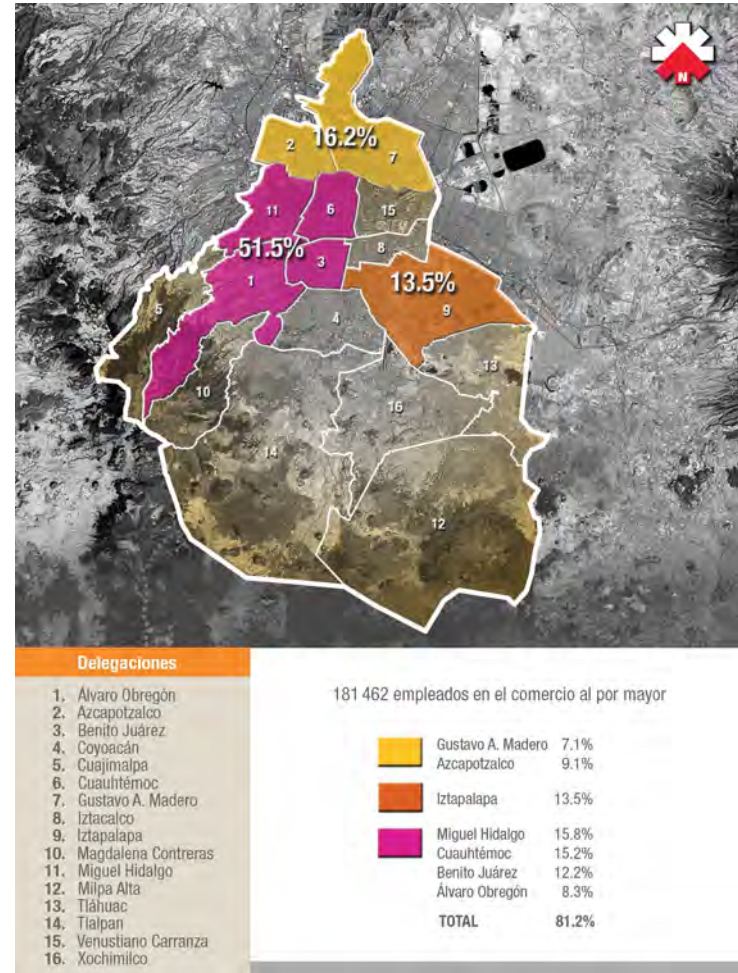 N
16.2%
2
7
11
6
15
51.5%
8
3
1
13.5%
5
9
4
13
10
16
14
12
Delegaciones
1. Álvaro Obregón
2. Azcapotzalco
3. Benito Juárez
4. Coyoacán
5. Cuajimalpa
6. Cuauhtémoc
7. Gustavo A. Madero
8. Iztacalco
9. Iztapalapa
10. Magdalena Contreras
11. Miguel Hidalgo
12. Milpa Alta
13. Tláhuac
14. Tlalpan
15. Venustiano Carranza
16. Xochimilco
181 462 empleados en el comercio al por mayor
Gustavo A. Madero 7.1%
Azcapotzalco 9.1%
Iztapalapa 13.5%
Miguel Hidalgo 15.8%
Cuauhtémoc 15.2%
Benito Juárez 12.2%
Álvaro Obregón 8.3%
TOTAL 81.2%